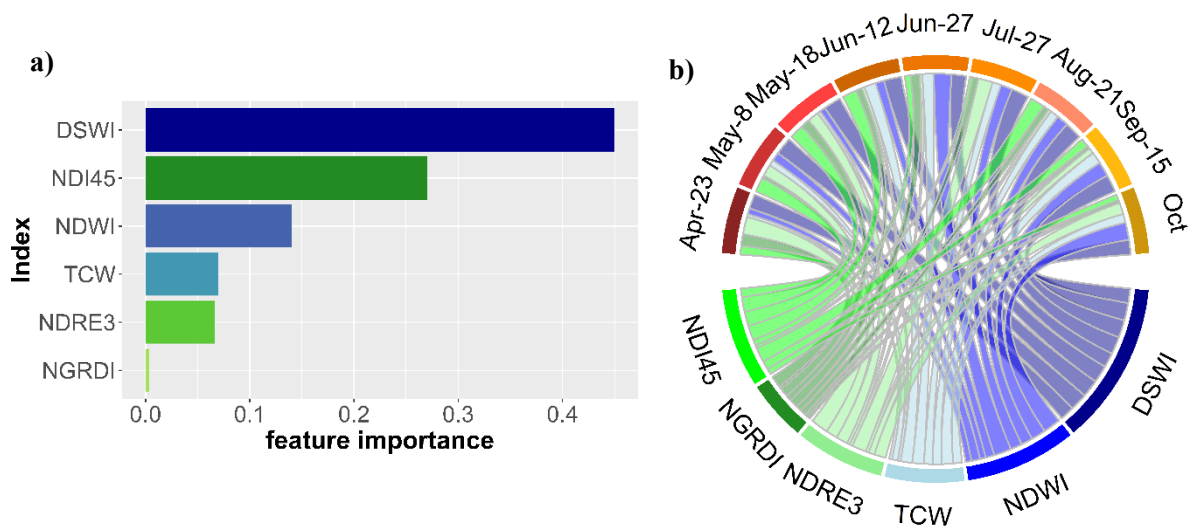 a)
DSWI
NDI45
NDWI
TCW
NDRE3
NGRDI
Index
0.0 0.1 0.2 0.3 0.4
feature importance
b)
Apr-23
May-8
May-18
Jun-12
Jun-27
Jul-27
Aug-21
Sep-15
Oct
NDI45
NGRDI
NDRE3
TCW
NDWI
DSWI